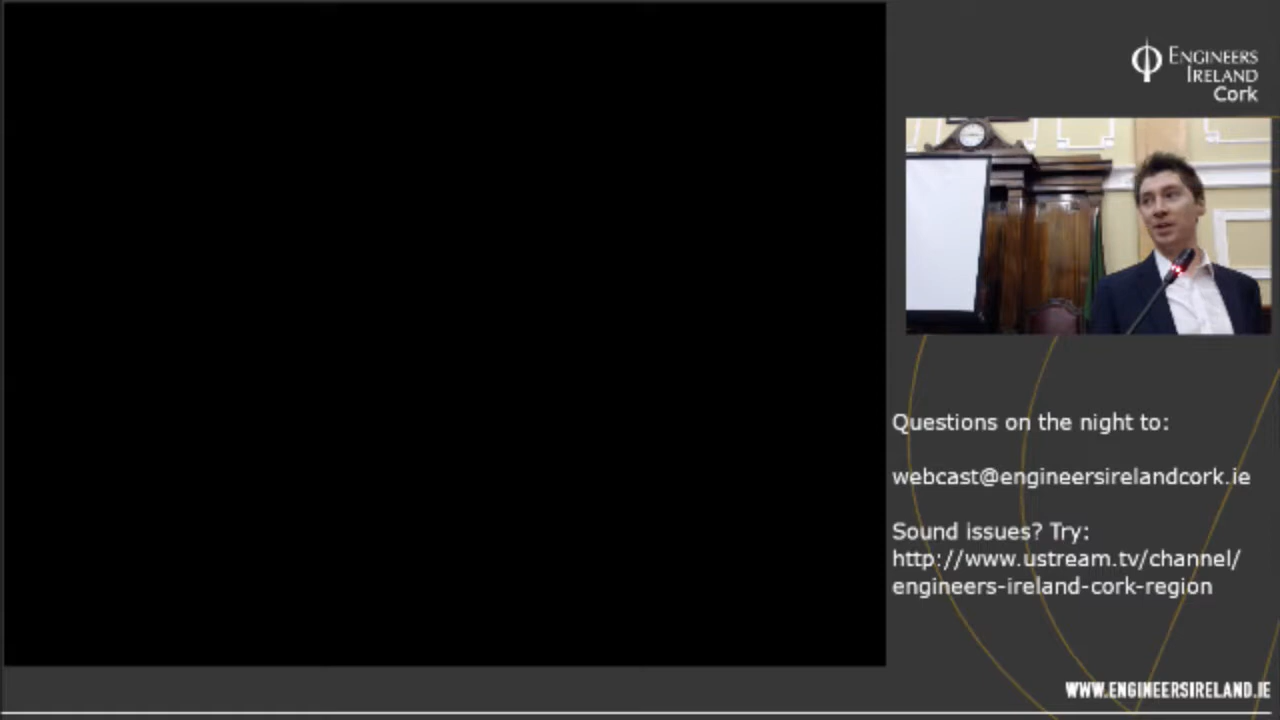 ENGINEERS
IRELAND
Cork
Questions on the night to:
webcast@engineersirelandcork.ie
Sound issues? Try:
http://www.ustream.tv/channel/
engineers-ireland-cork-region
WWW.ENGINEERSIRELAND.IE